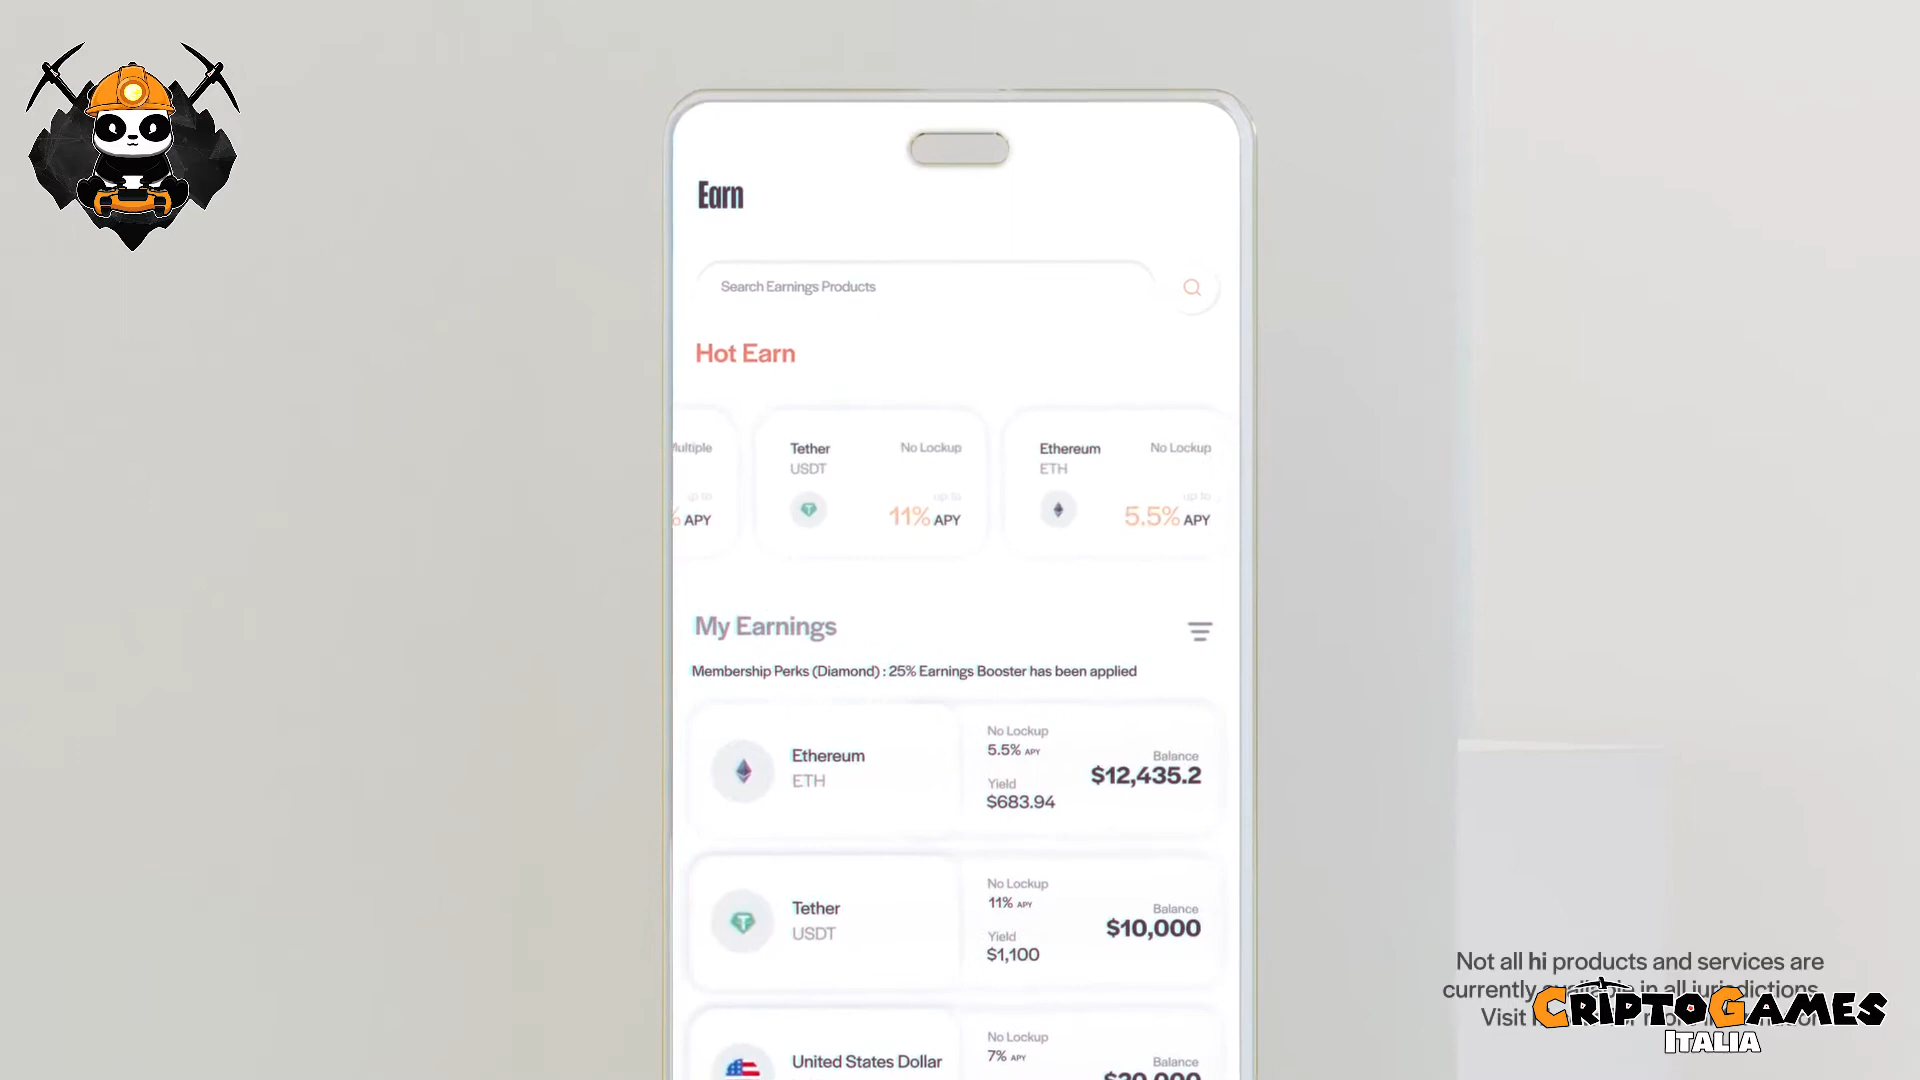 Earn
Search Earnings Products
Hot Earn
Multiple
up to
% APY
Tether
No Lockup
USDT
up to
11% APY
Ethereum
No Lockup
ETH
up to
5.5% APY
My Earnings
Membership Perks (Diamond) : 25% Earnings Booster has been applied
Ethereum
ETH
No Lockup
5.5% APY
Yield
$683.94
Balance
$12,435.2
Tether
USDT
No Lockup
11% APY
Yield
$1,100
Balance
$10,000
United States Dollar
No Lockup
7% APY
Balance
Not all hi products and services are
currently available in all jurisdictions.
Visit
CRIPTOGAMES
ITALIA